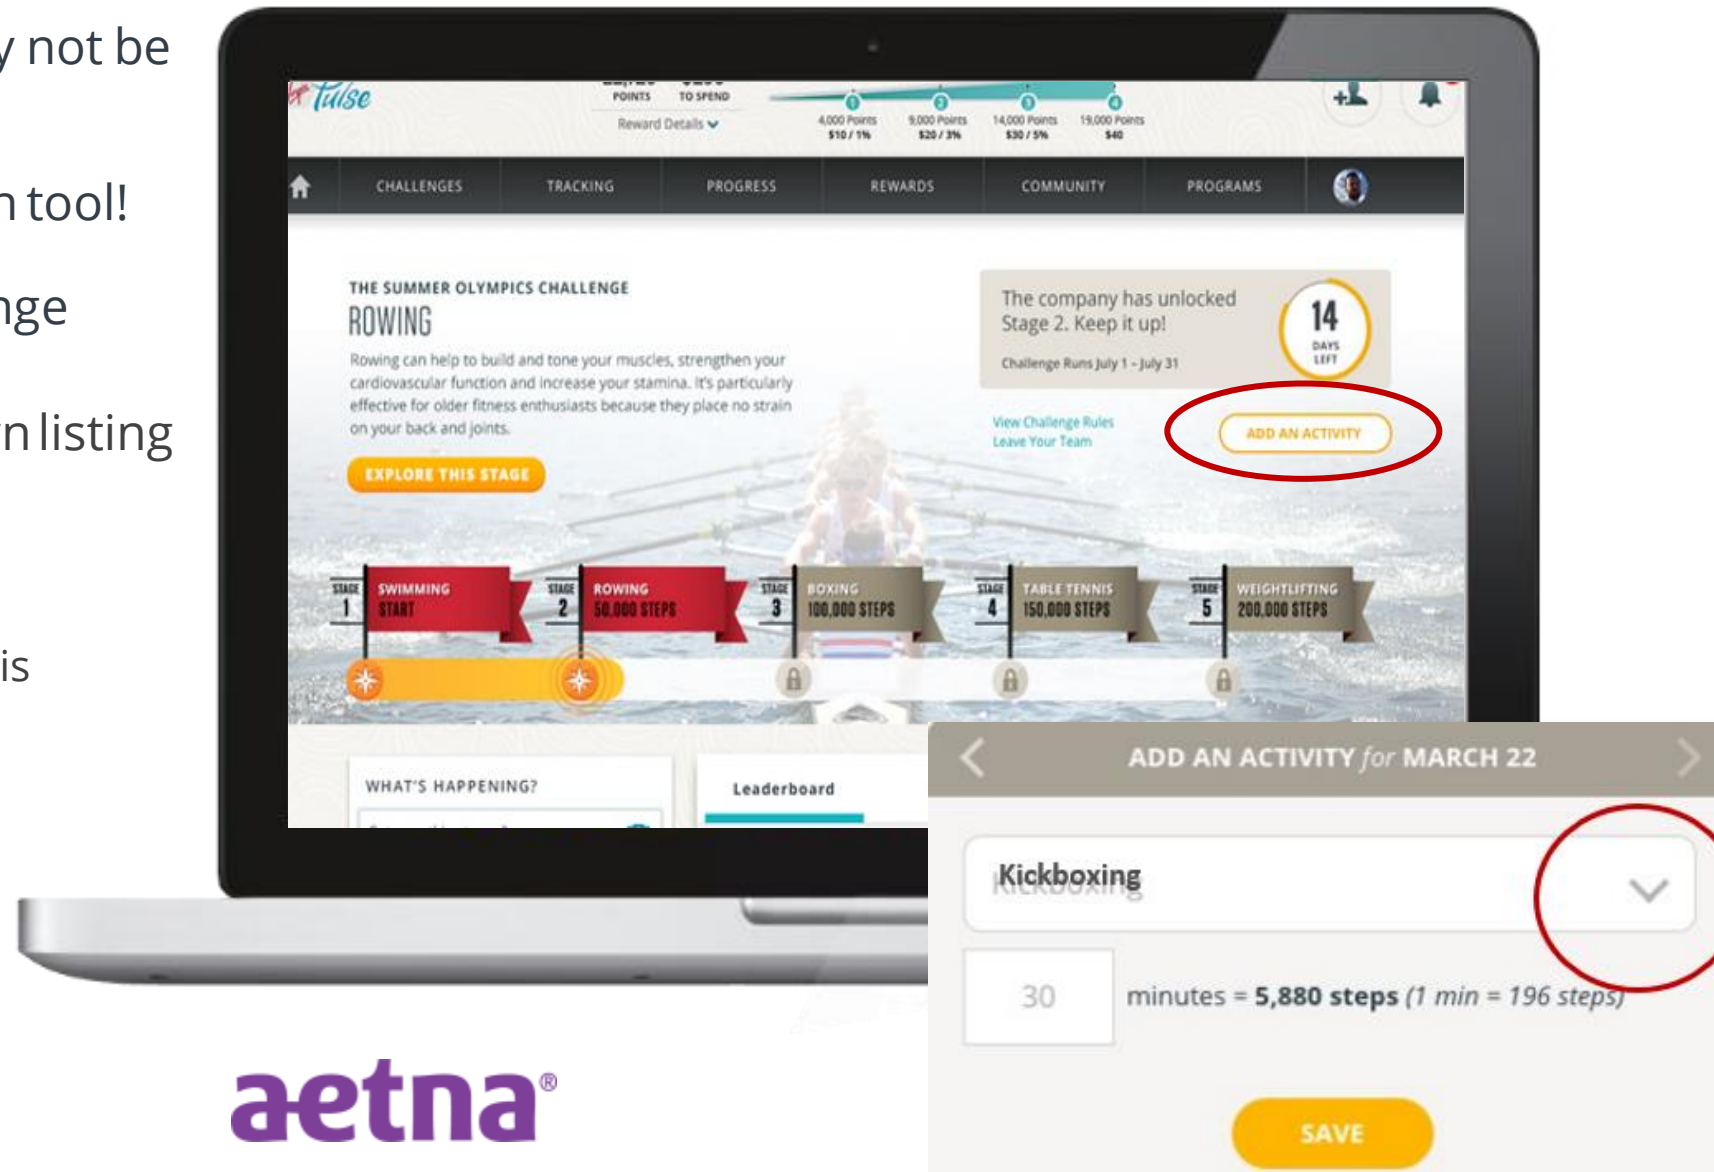 y not be
n tool!
nge
n listing
is
POINTS
TO SPEND
Reward Details
1
2
3
4
4,000 Points
$10 / 1%
9,000 Points
$20 / 3%
14,000 Points
$30 / 5%
19,000 Points
$40
CHALLENGES
TRACKING
PROGRESS
REWARDS
COMMUNITY
PROGRAMS
THE SUMMER OLYMPICS CHALLENGE
ROWING
Rowing can help to build and tone your muscles, strengthen your
cardiovascular function and increase your stamina. It's particularly
effective for older fitness enthusiasts because they place no strain
on your back and joints.
EXPLORE THIS STAGE
The company has unlocked
Stage 2. Keep it up!
Challenge Runs July 1 - July 31
14
DAYS
LEFT
View Challenge Rules
Leave Your Team
ADD AN ACTIVITY
STAGE
1
SWIMMING
START
STAGE
2
ROWING
50,000 STEPS
STAGE
3
BOXING
100,000 STEPS
STAGE
4
TABLE TENNIS
150,000 STEPS
STAGE
5
WEIGHTLIFTING
200,000 STEPS
WHAT'S HAPPENING?
Leaderboard
ADD AN ACTIVITY for MARCH 22
Kickboxing
30
minutes = 5,880 steps (1 min = 196 steps)
SAVE
aetna®